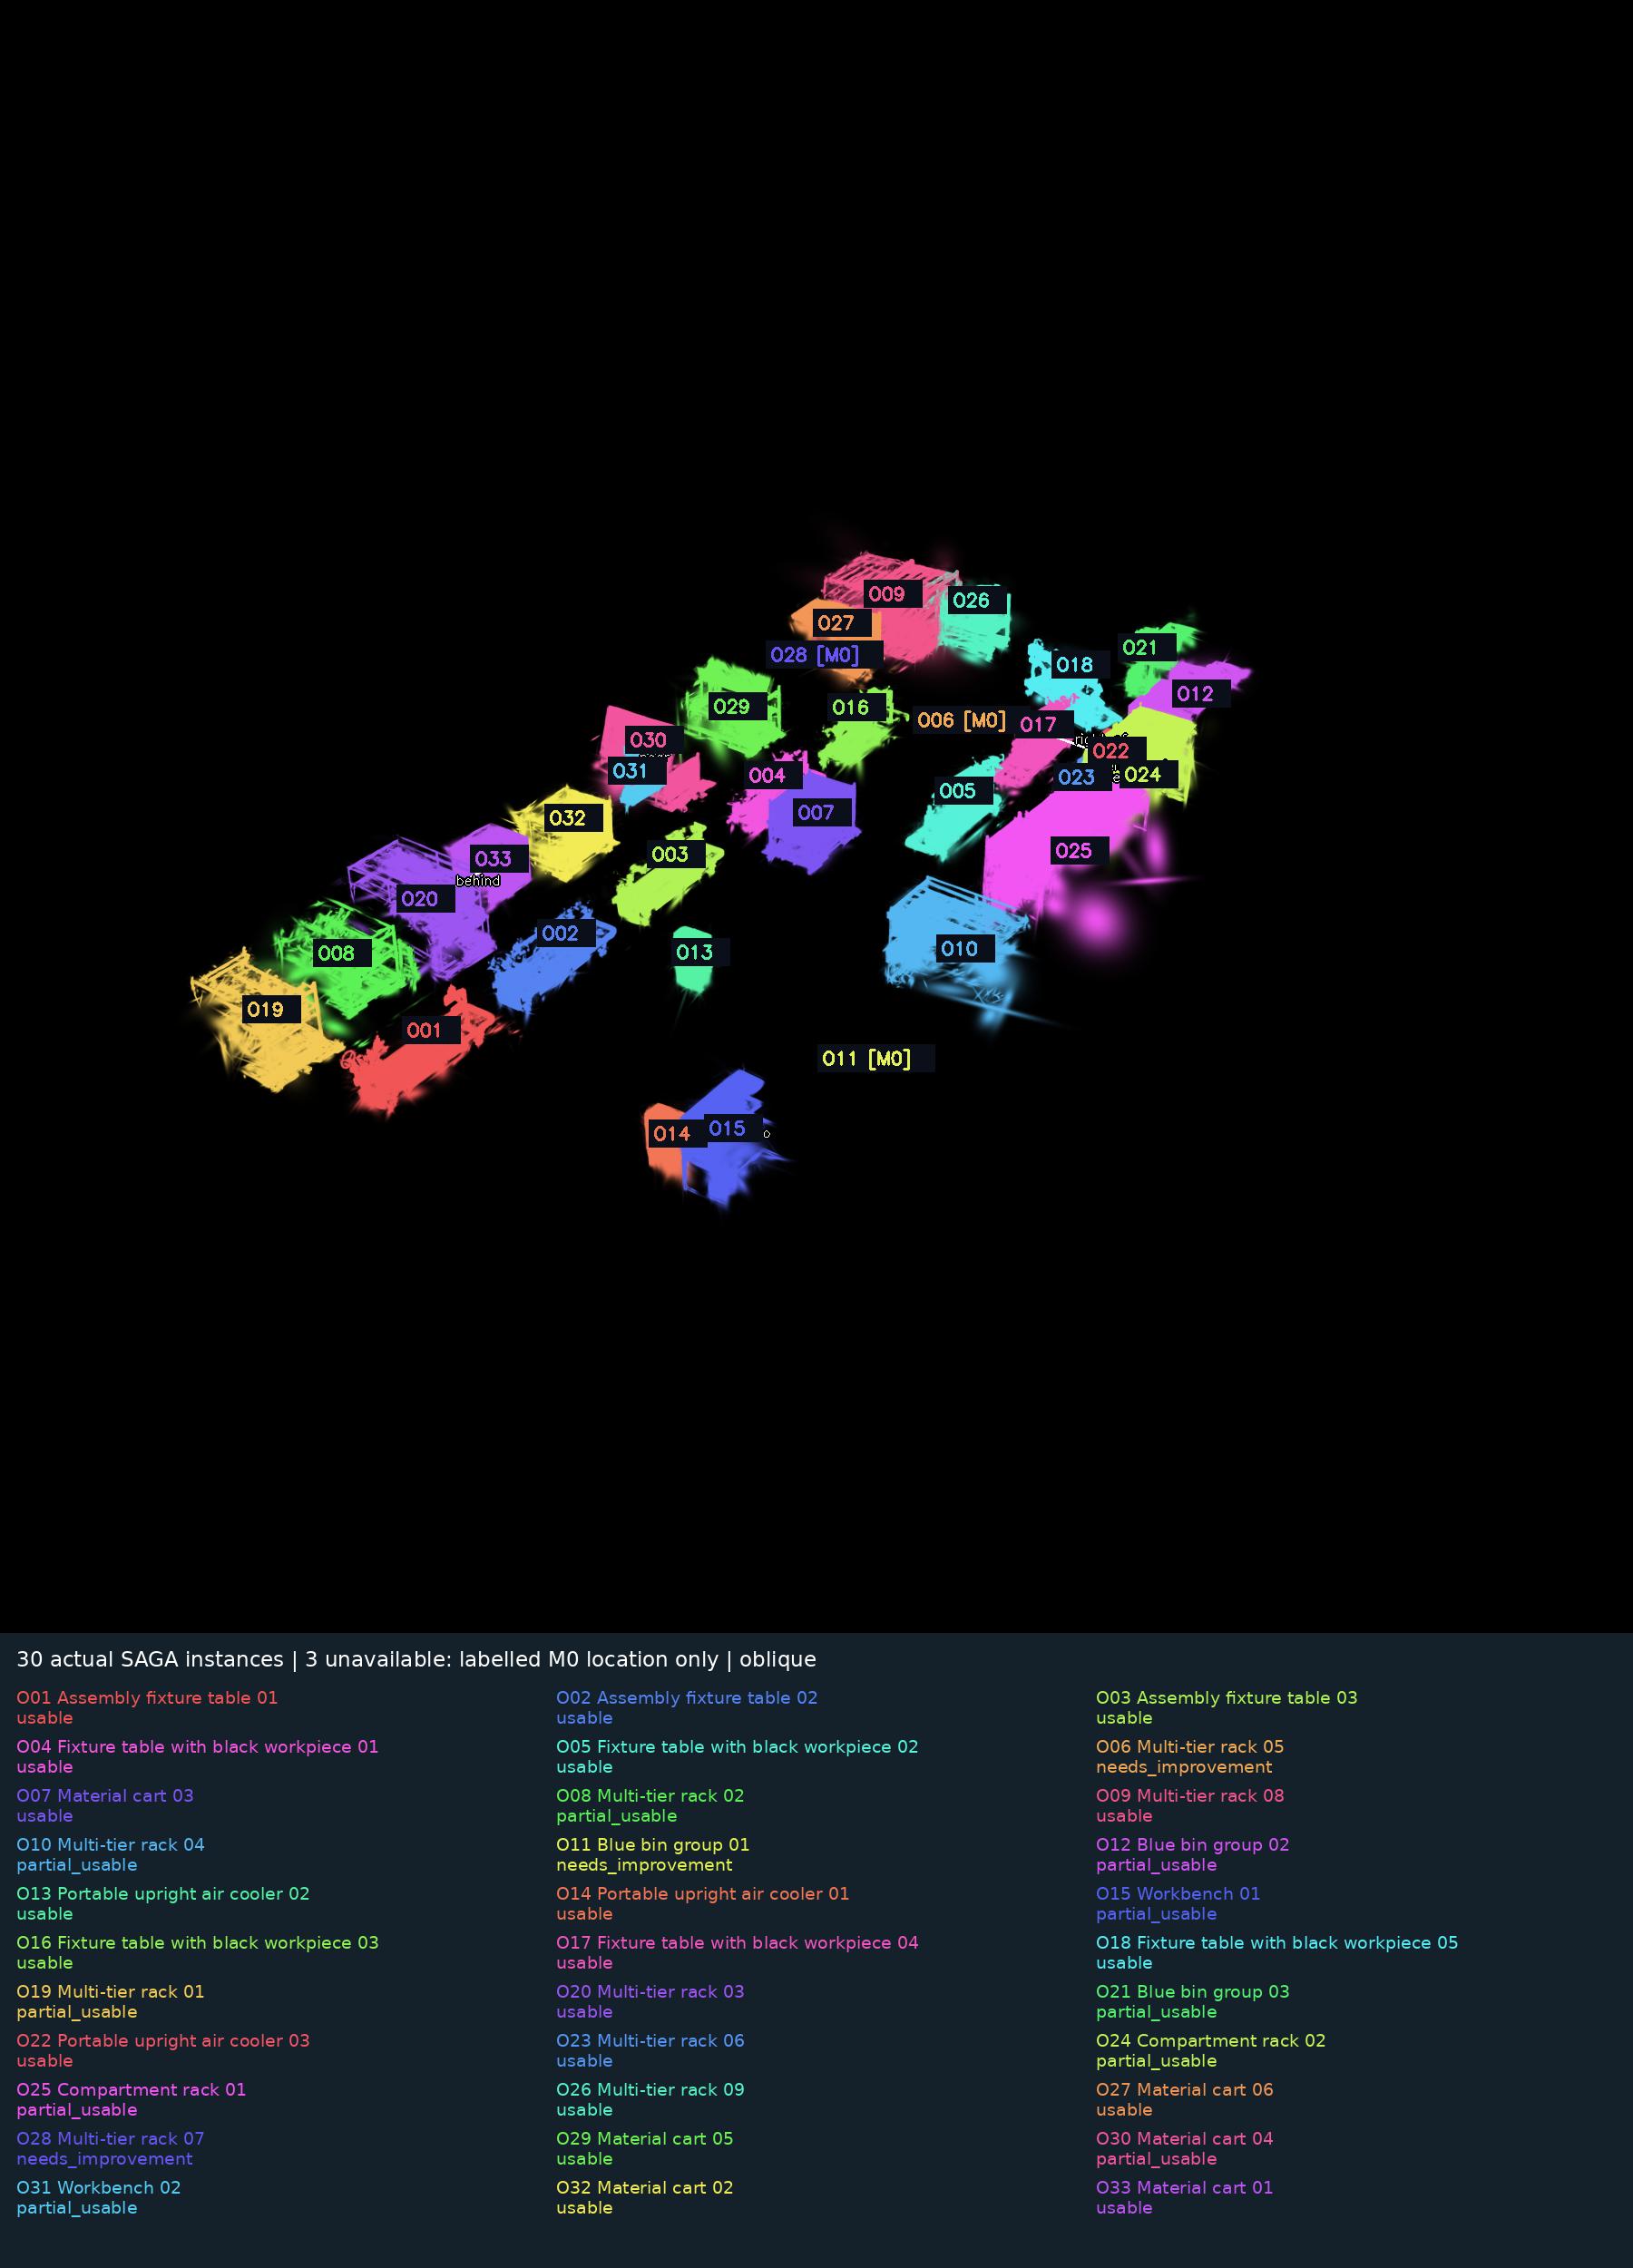 O09
O26
O27
O28 [M0]
O21
O18
O12
O29
O16
O06 [M0]
O17
O30
O22
O31
O04
O23
O24
O05
O07
O32
O03
O25
O33
behind
O20
O02
O08
O13
O10
O19
O01
O11 [M0]
O14
O15
30 actual SAGA instances | 3 unavailable: labelled M0 location only | oblique
O01 Assembly fixture table 01
usable
O02 Assembly fixture table 02
usable
O03 Assembly fixture table 03
usable
O04 Fixture table with black workpiece 01
usable
O05 Fixture table with black workpiece 02
usable
O06 Multi-tier rack 05
needs_improvement
O07 Material cart 03
usable
O08 Multi-tier rack 02
partial_usable
O09 Multi-tier rack 08
usable
O10 Multi-tier rack 04
partial_usable
O11 Blue bin group 01
needs_improvement
O12 Blue bin group 02
partial_usable
O13 Portable upright air cooler 02
usable
O14 Portable upright air cooler 01
usable
O15 Workbench 01
partial_usable
O16 Fixture table with black workpiece 03
usable
O17 Fixture table with black workpiece 04
usable
O18 Fixture table with black workpiece 05
usable
O19 Multi-tier rack 01
partial_usable
O20 Multi-tier rack 03
usable
O21 Blue bin group 03
partial_usable
O22 Portable upright air cooler 03
usable
O23 Multi-tier rack 06
usable
O24 Compartment rack 02
partial_usable
O25 Compartment rack 01
partial_usable
O26 Multi-tier rack 09
usable
O27 Material cart 06
usable
O28 Multi-tier rack 07
needs_improvement
O29 Material cart 05
usable
O30 Material cart 04
partial_usable
O31 Workbench 02
partial_usable
O32 Material cart 02
usable
O33 Material cart 01
usable